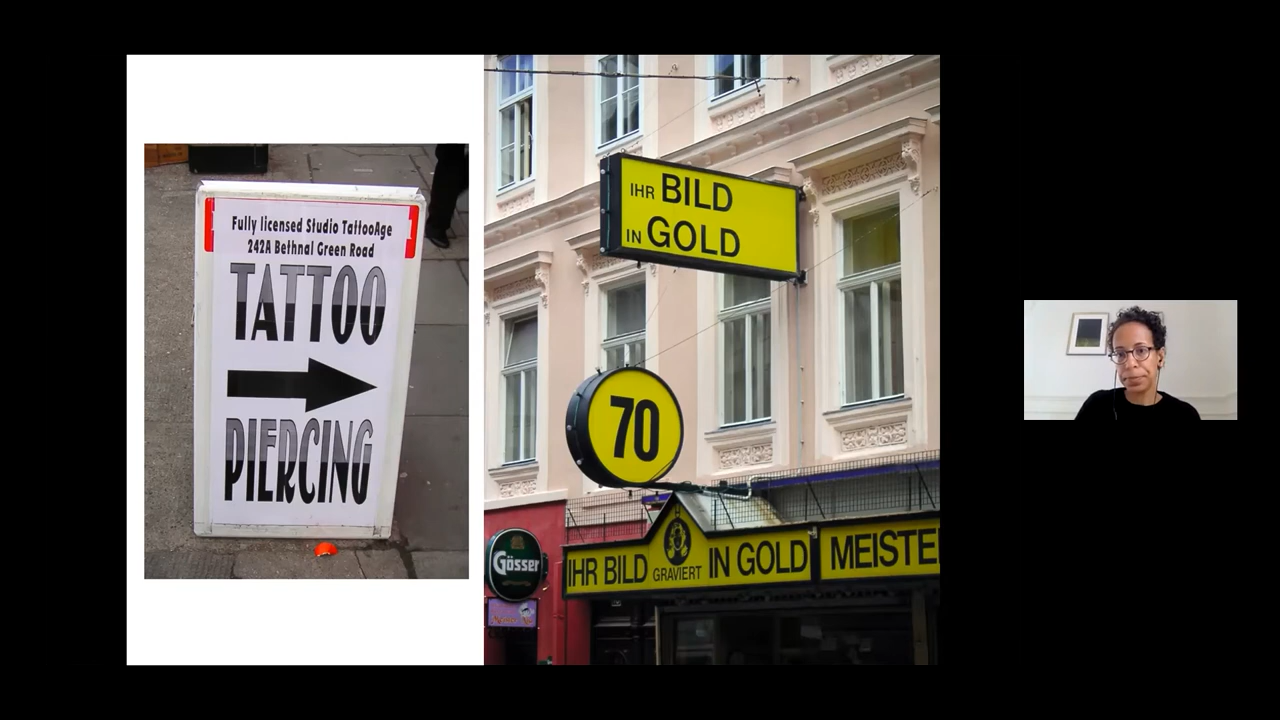 Fully licensed Studio TattooAge
242A Bethnal Green Road
TATTOO
PIERCING
IHR BILD
IN GOLD
70
IHR BILD GRAVIERT IN GOLD
MEISTE
Gösser